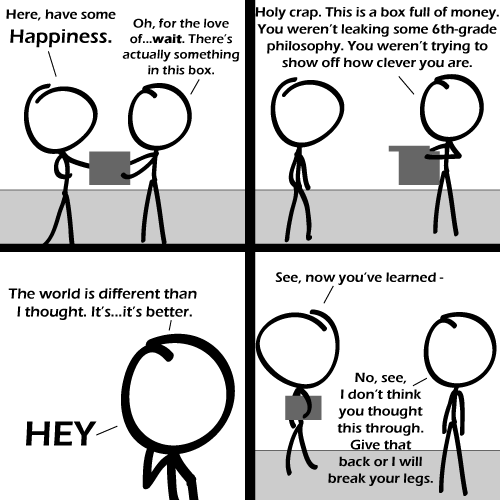 Here, have some
Happiness.
Oh, for the love
of...wait. There's
actually something
in this box.
Holy crap. This is a box full of money.
You weren't leaking some 6th-grade
philosophy. You weren't trying to
show off how clever you are.
The world is different than
I thought. It's...it's better.
HEY
See, now you've learned -
No, see,
I don't think
you thought
this through.
Give that
back or I will
break your legs.